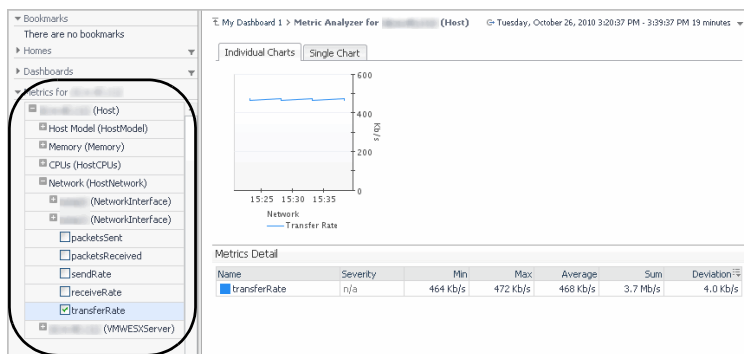 Bookmarks
There are no bookmarks
Homes
Dashboards
Metrics for
(Host)
Host Model (HostModel)
Memory (Memory)
CPUs (HostCPUs)
Network (HostNetwork)
(NetworkInterface)
(NetworkInterface)
packetsSent
packetsReceived
sendRate
receiveRate
transferRate
(VMWESXServer)
My Dashboard 1 > Metric Analyzer for (Host)
Tuesday, October 26, 2010 3:20:37 PM - 3:39:37 PM 19 minutes
Individual Charts Single Chart
600
400
200
0
Kb/s
15:25 15:30 15:35
Network
Transfer Rate
Metrics Detail
Name Severity Min Max Average Sum Deviation
transferRate n/a 464 Kb/s 472 Kb/s 468 Kb/s 3.7 Mb/s 4.0 Kb/s